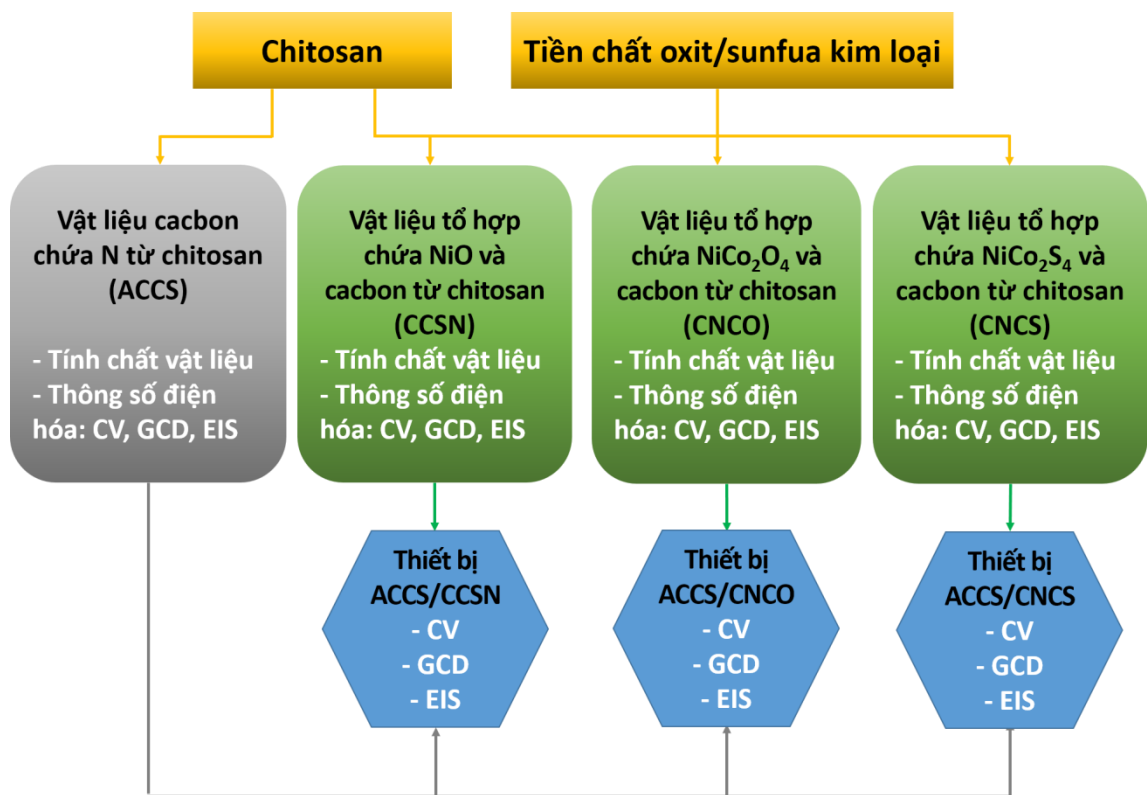 Chitosan
Tiền chất oxit/sunfua kim loại
Vật liệu cacbon
chứa N từ chitosan
(ACCS)
- Tính chất vật liệu
- Thông số điện
hóa: CV, GCD, EIS
Vật liệu tổ hợp
chứa NiO và
cacbon từ chitosan
(CCSN)
- Tính chất vật liệu
- Thông số điện
hóa: CV, GCD, EIS
Vật liệu tổ hợp
chứa NiCo₂O₄ và
cacbon từ chitosan
(CNCO)
- Tính chất vật liệu
- Thông số điện
hóa: CV, GCD, EIS
Vật liệu tổ hợp
chứa NiCo₂S₄ và
cacbon từ chitosan
(CNCS)
- Tính chất vật liệu
- Thông số điện
hóa: CV, GCD, EIS
Thiết bị
ACCS/CCSN
- CV
- GCD
- EIS
Thiết bị
ACCS/CNCO
- CV
- GCD
- EIS
Thiết bị
ACCS/CNCS
- CV
- GCD
- EIS